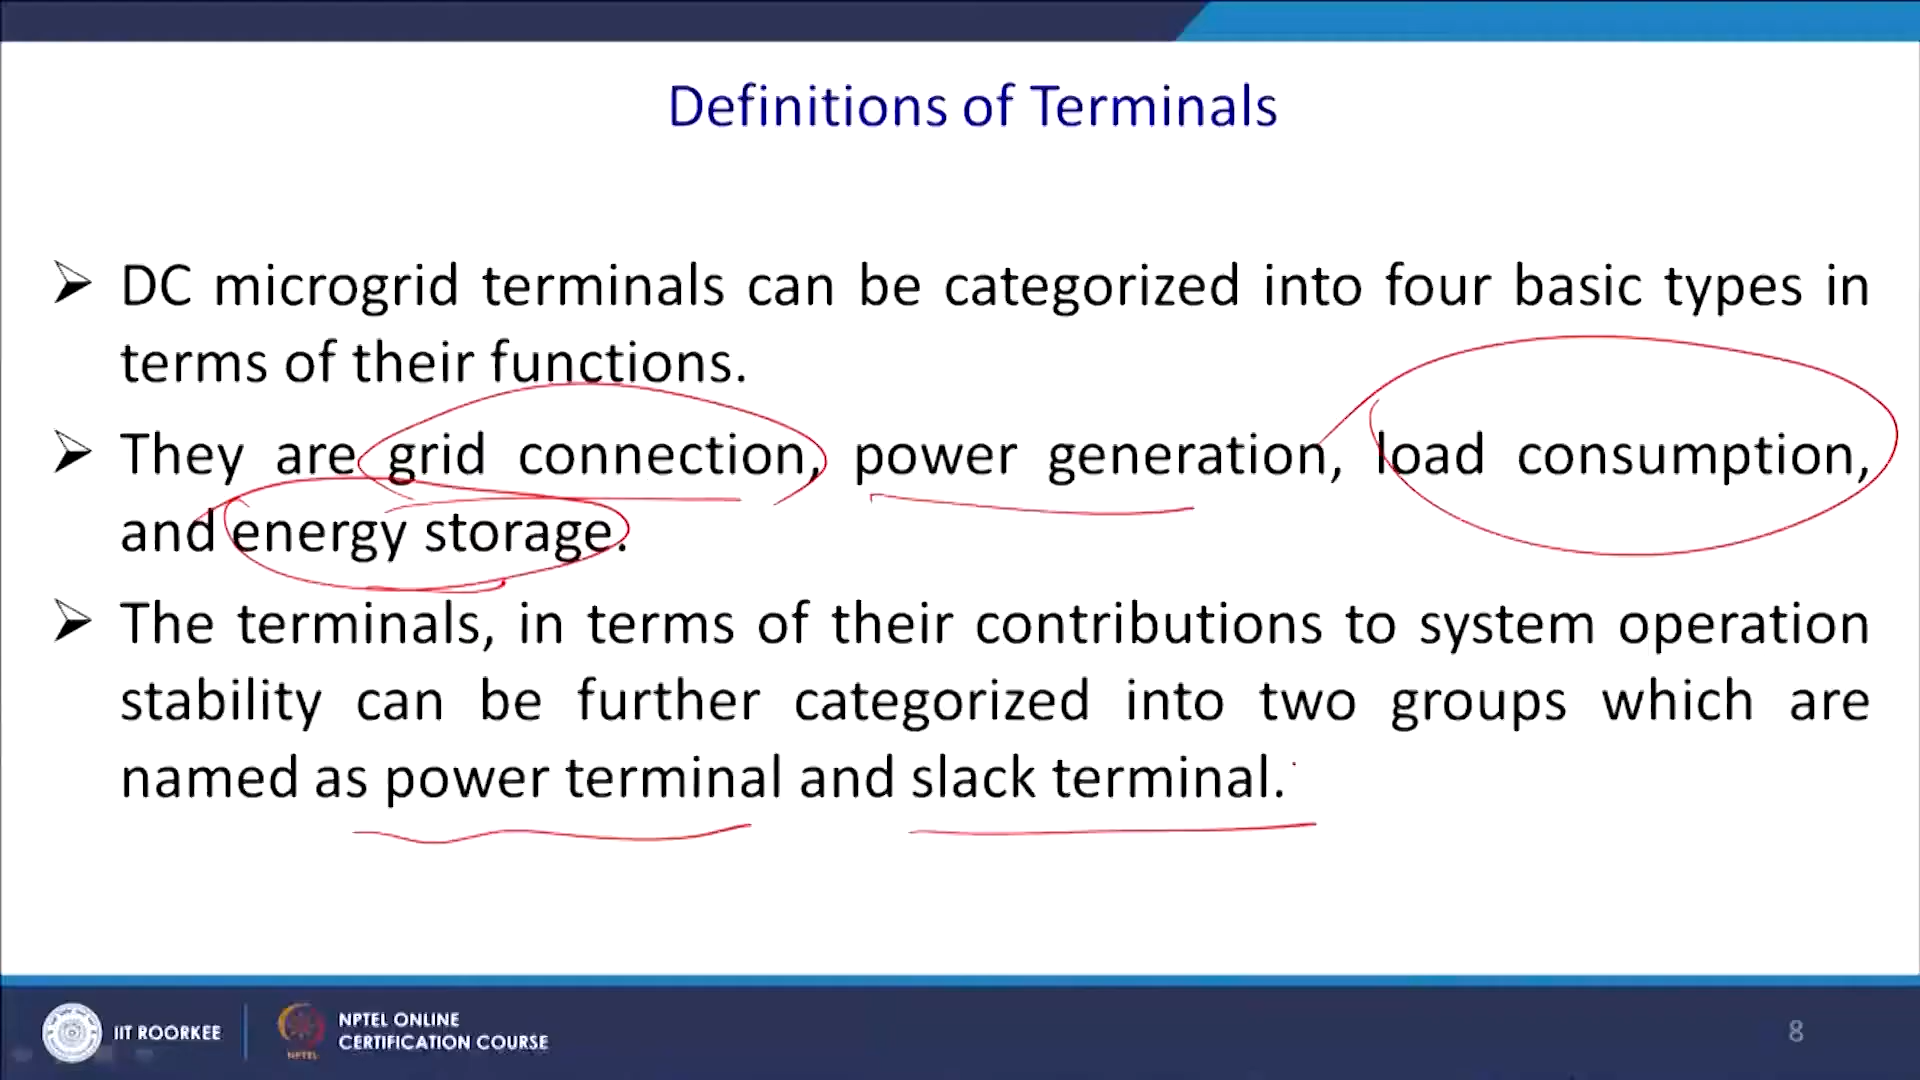 Definitions of Terminals
DC microgrid terminals can be categorized into four basic types in
terms of their functions.
They are grid connection, power generation, load consumption,
and energy storage.
The terminals, in terms of their contributions to system operation
stability can be further categorized into two groups which are
named as power terminal and slack terminal.
IIT ROORKEE
NPTEL
NPTEL ONLINE
CERTIFICATION COURSE
8